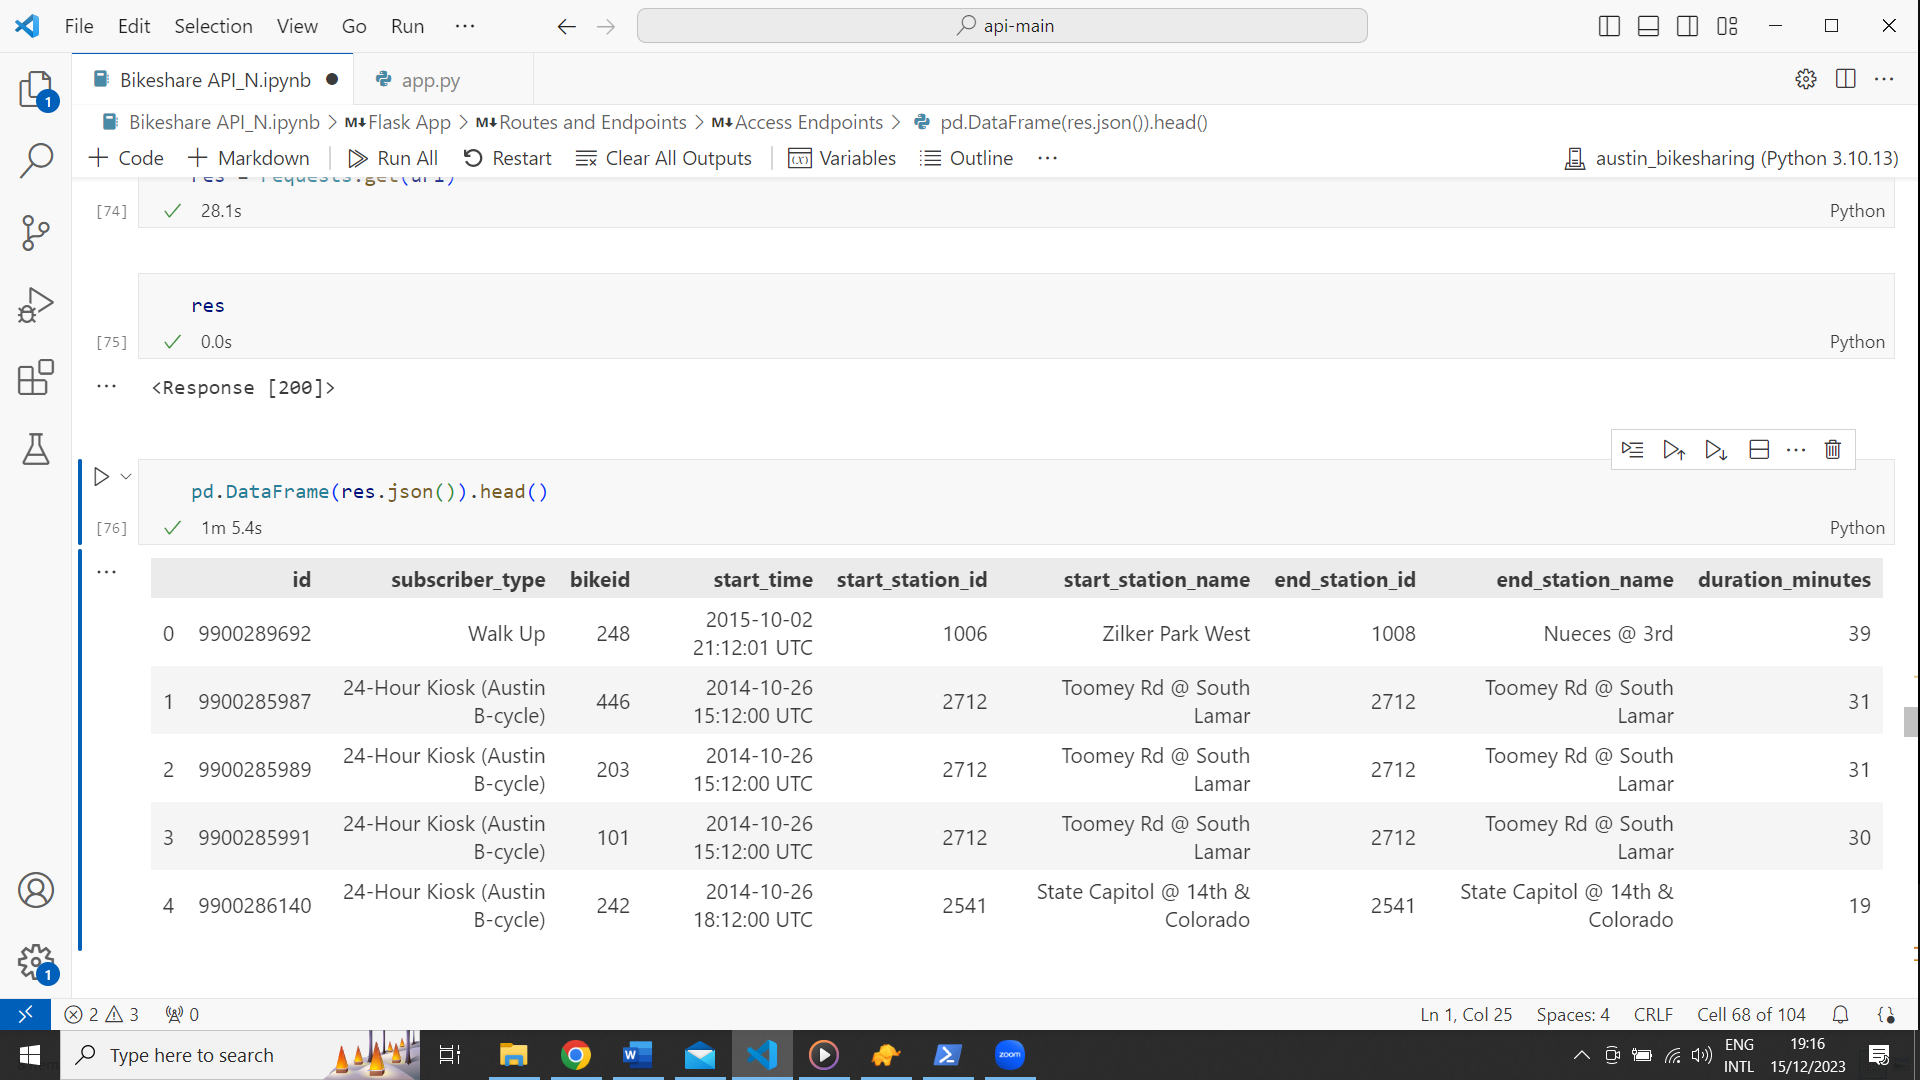 File Edit Selection View Go Run ··· api-main
Bikeshare API_N.ipynb app.py
1
Bikeshare API_N.ipynb > M↓Flask App > M↓Routes and Endpoints > M↓Access Endpoints > pd.DataFrame(res.json()).head()
+ Code + Markdown Run All Restart Clear All Outputs Variables Outline ··· austin_bikesharing (Python 3.10.13)
res = requests.get(url)
[74] 28.1s Python
res
[75] 0.0s Python
<Response [200]>
pd.DataFrame(res.json()).head()
[76] 1m 5.4s Python
id subscriber_type bikeid start_time start_station_id start_station_name end_station_id end_station_name duration_minutes
0 9900289692 Walk Up 248 2015-10-02 21:12:01 UTC 1006 Zilker Park West 1008 Nueces @ 3rd 39
1 9900285987 24-Hour Kiosk (Austin B-cycle) 446 2014-10-26 15:12:00 UTC 2712 Toomey Rd @ South Lamar 2712 Toomey Rd @ South Lamar 31
2 9900285989 24-Hour Kiosk (Austin B-cycle) 203 2014-10-26 15:12:00 UTC 2712 Toomey Rd @ South Lamar 2712 Toomey Rd @ South Lamar 31
3 9900285991 24-Hour Kiosk (Austin B-cycle) 101 2014-10-26 15:12:00 UTC 2712 Toomey Rd @ South Lamar 2712 Toomey Rd @ South Lamar 30
4 9900286140 24-Hour Kiosk (Austin B-cycle) 242 2014-10-26 18:12:00 UTC 2541 State Capitol @ 14th & Colorado 2541 State Capitol @ 14th & Colorado 19
1
2 3 0 Ln 1, Col 25 Spaces: 4 CRLF Cell 68 of 104
Type here to search zoom ENG INTL 19:16 15/12/2023